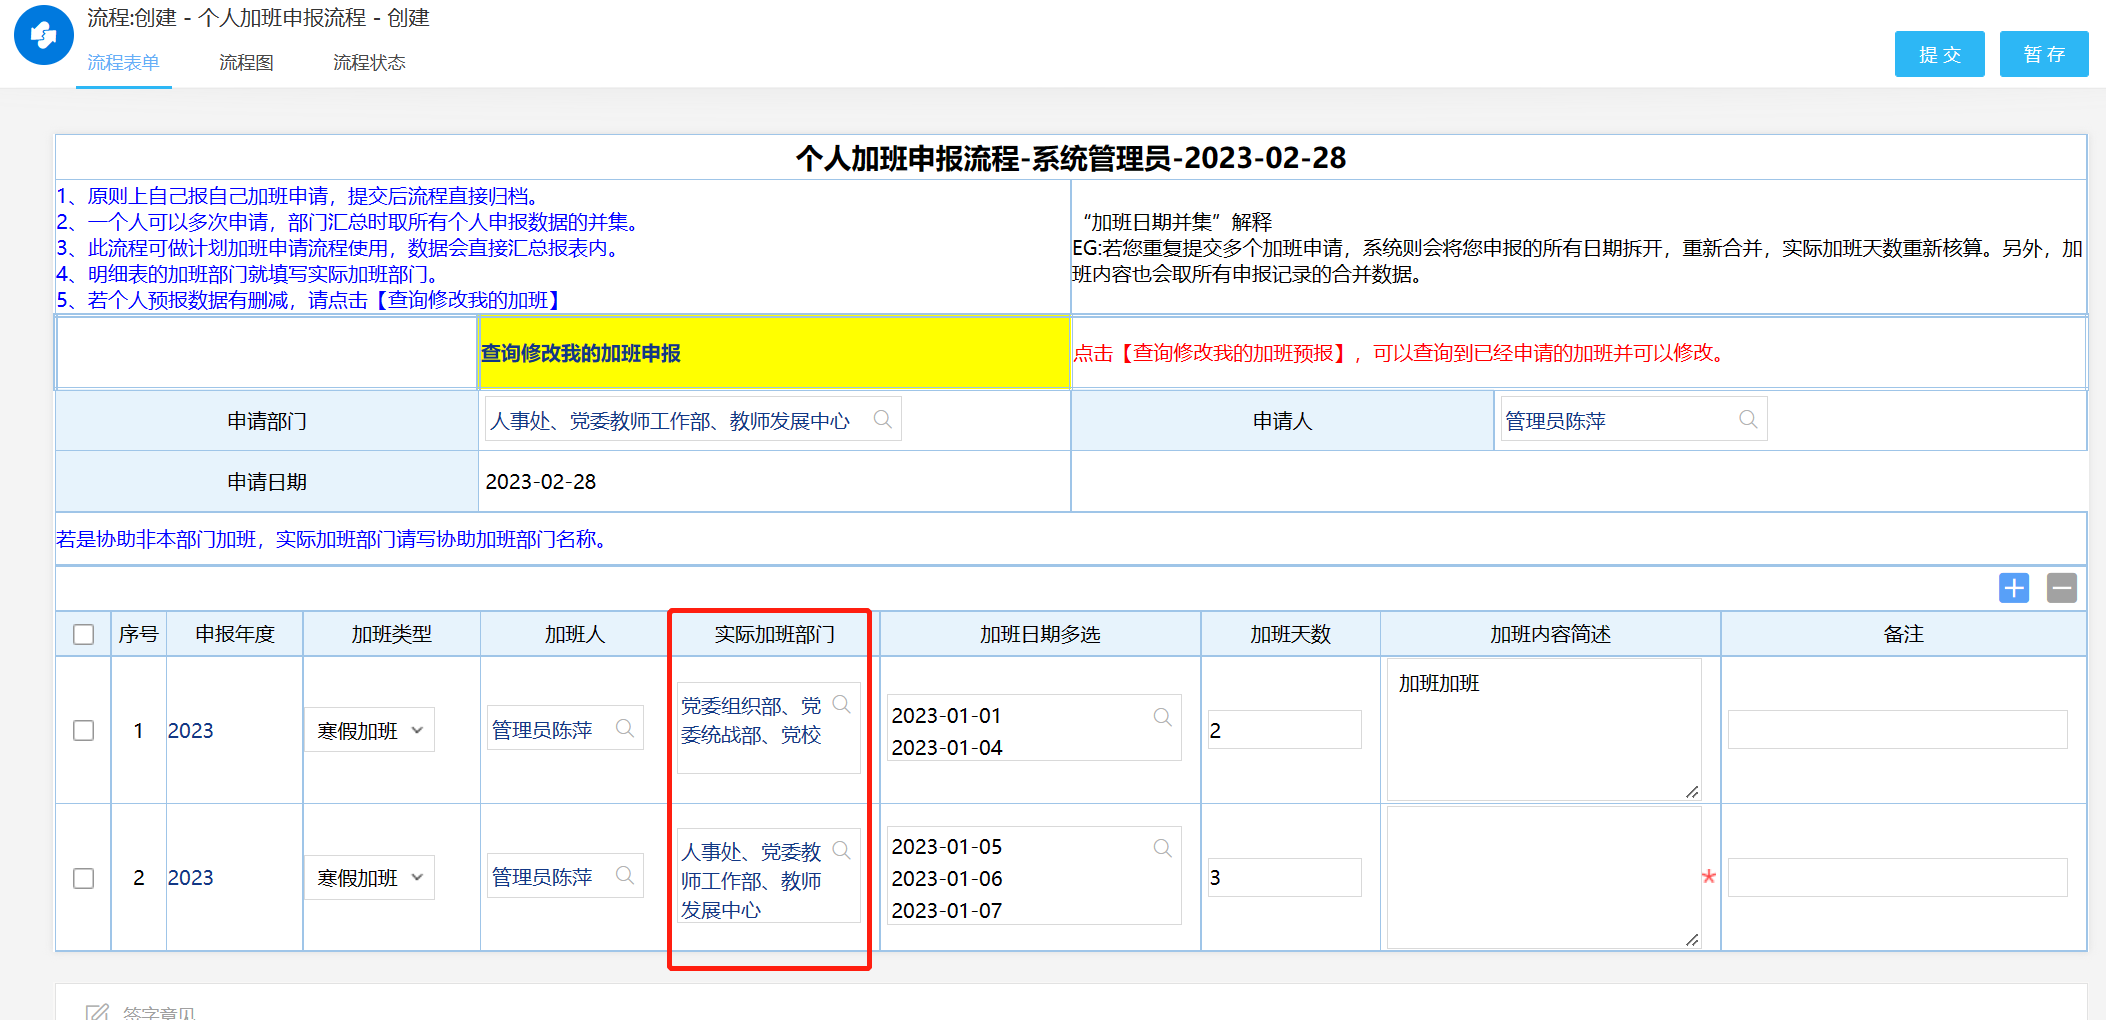 流程:创建 - 个人加班申报流程 - 创建
流程表单
流程图
流程状态
提 交
暂 存
个人加班申报流程-系统管理员-2023-02-28
1、原则上自己报自己加班申请，提交后流程直接归档。
2、一个人可以多次申请，部门汇总时取所有个人申报数据的并集。
3、此流程可做计划加班申请流程使用，数据会直接汇总报表内。
4、明细表的加班部门就填写实际加班部门。
5、若个人预报数据有删减，请点击【查询修改我的加班】
“加班日期并集”解释
EG:若您重复提交多个加班申请，系统则会将您申报的所有日期拆开，重新合并，实际加班天数重新核算。另外，加
班内容也会取所有申报记录的合并数据。
查询修改我的加班申报
点击【查询修改我的加班预报】，可以查询到已经申请的加班并可以修改。
申请部门
人事处、党委教师工作部、教师发展中心
申请人
管理员陈萍
申请日期
2023-02-28
若是协助非本部门加班，实际加班部门请写协助加班部门名称。
序号
申报年度
加班类型
加班人
实际加班部门
加班日期多选
加班天数
加班内容简述
备注
1
2023
寒假加班
管理员陈萍
党委组织部、党
委统战部、党校
2023-01-01
2023-01-04
2
加班加班
2
2023
寒假加班
管理员陈萍
人事处、党委教
师工作部、教师
发展中心
2023-01-05
2023-01-06
2023-01-07
3
*
签字意见